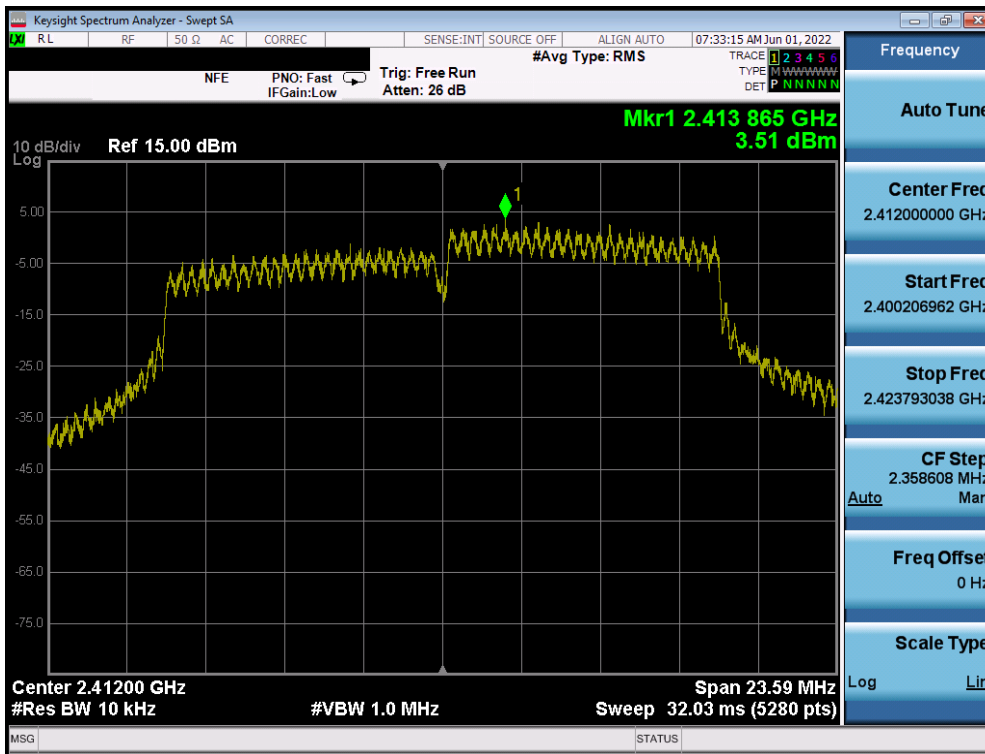 Keysight Spectrum Analyzer - Swept SA
LXI RL RF 50 Ω AC CORREC SENSE:INT SOURCE OFF ALIGN AUTO 07:33:15 AM Jun 01, 2022
#Avg Type: RMS
NFE PNO: Fast Trig: Free Run
IFGain:Low Atten: 26 dB
TRACE 1 2 3 4 5 6
TYPE M WWWWW
DET P N N N N N
Mkr1 2.413 865 GHz
3.51 dBm
10 dB/div Ref 15.00 dBm
Log
1
5.00
-5.00
-15.0
-25.0
-35.0
-45.0
-55.0
-65.0
-75.0
Center 2.41200 GHz Span 23.59 MHz
#Res BW 10 kHz #VBW 1.0 MHz Sweep 32.03 ms (5280 pts)
MSG STATUS
Frequency
Auto Tune
Center Freq
2.412000000 GHz
Start Freq
2.400206962 GHz
Stop Freq
2.423793038 GHz
CF Step
2.358608 MHz
Auto Man
Freq Offset
0 Hz
Scale Type
Log Lin